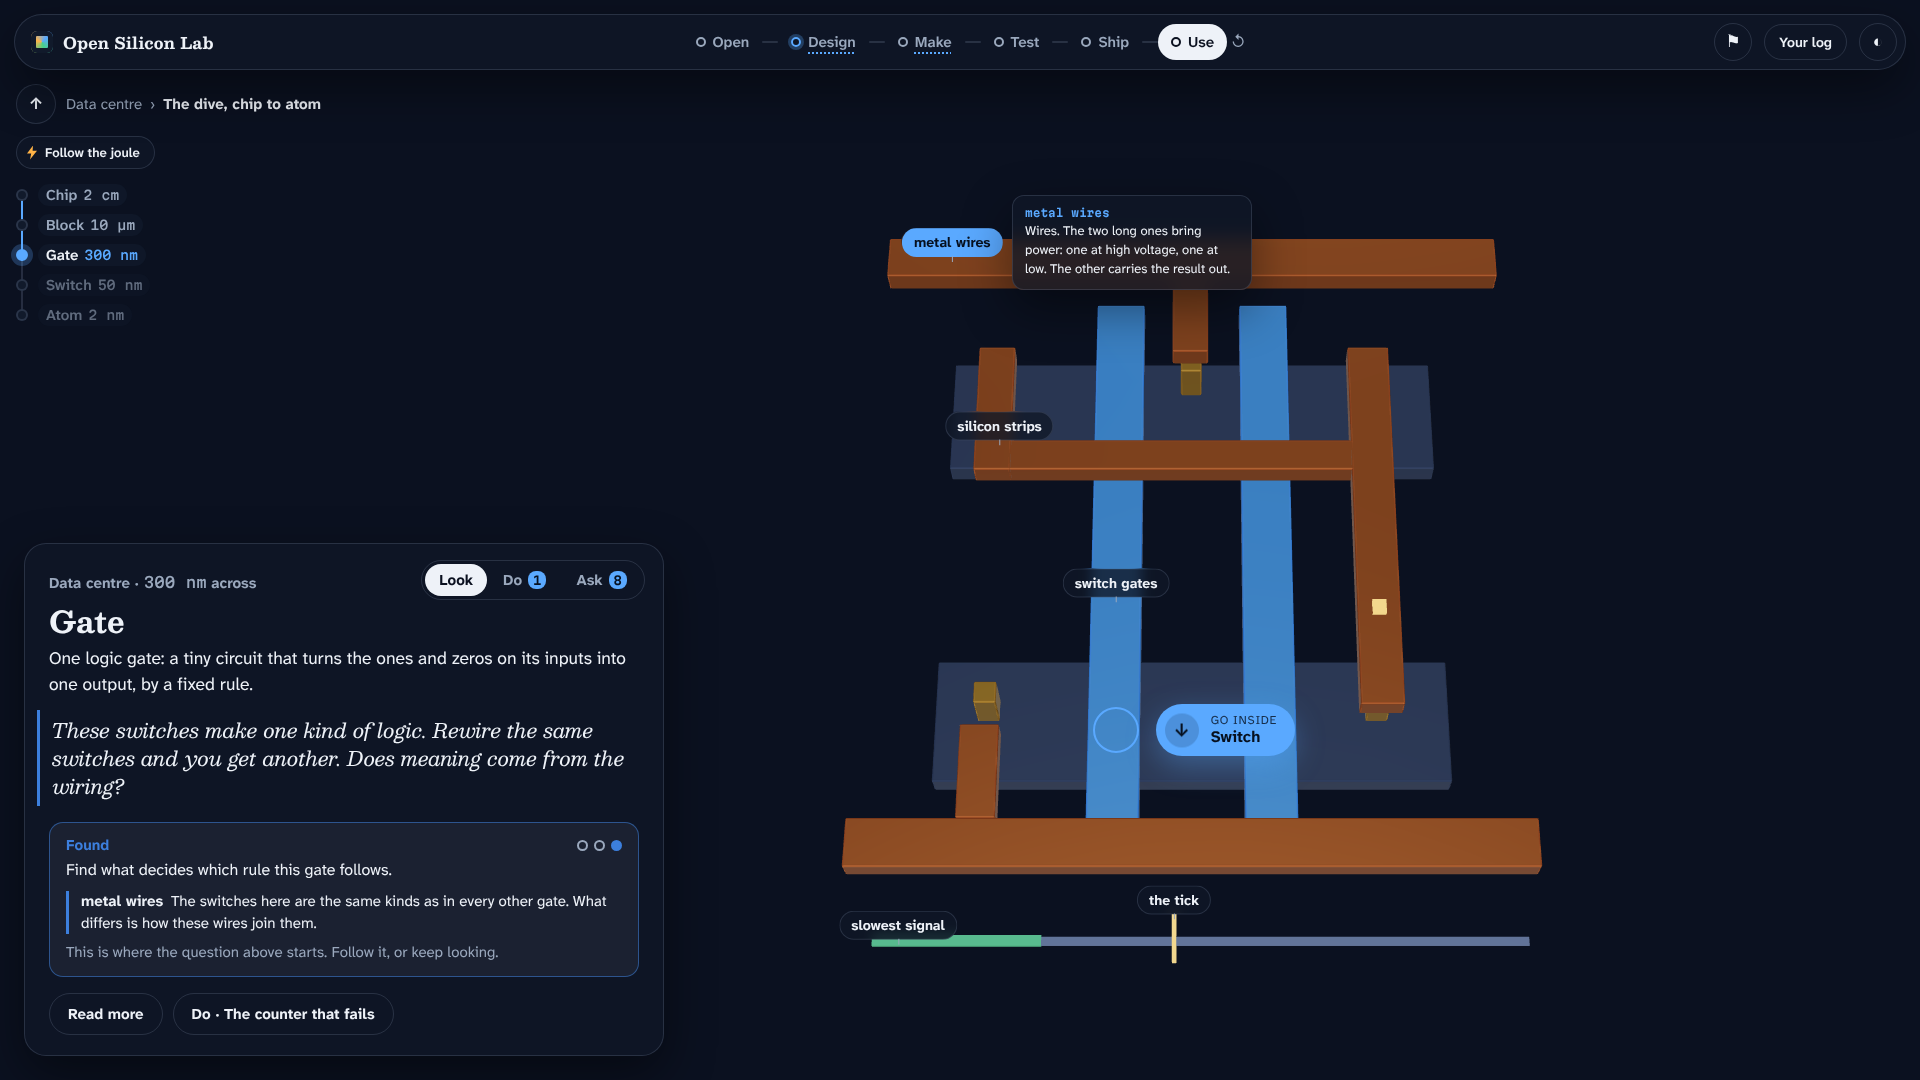 Open Silicon Lab
Open
Design
Make
Test
Ship
Use
Your log
Data centre › The dive, chip to atom
Follow the joule
Chip 2 cm
Block 10 µm
Gate 300 nm
Switch 50 nm
Atom 2 nm
metal wires
metal wires
Wires. The two long ones bring
power: one at high voltage, one at
low. The other carries the result out.
silicon strips
switch gates
GO INSIDE
Switch
the tick
slowest signal
Data centre · 300 nm across
Look
Do 1
Ask 8
Gate
One logic gate: a tiny circuit that turns the ones and zeros on its inputs into
one output, by a fixed rule.
These switches make one kind of logic. Rewire the same
switches and you get another. Does meaning come from the
wiring?
Found
Find what decides which rule this gate follows.
metal wires The switches here are the same kinds as in every other gate. What
differs is how these wires join them.
This is where the question above starts. Follow it, or keep looking.
Read more
Do · The counter that fails